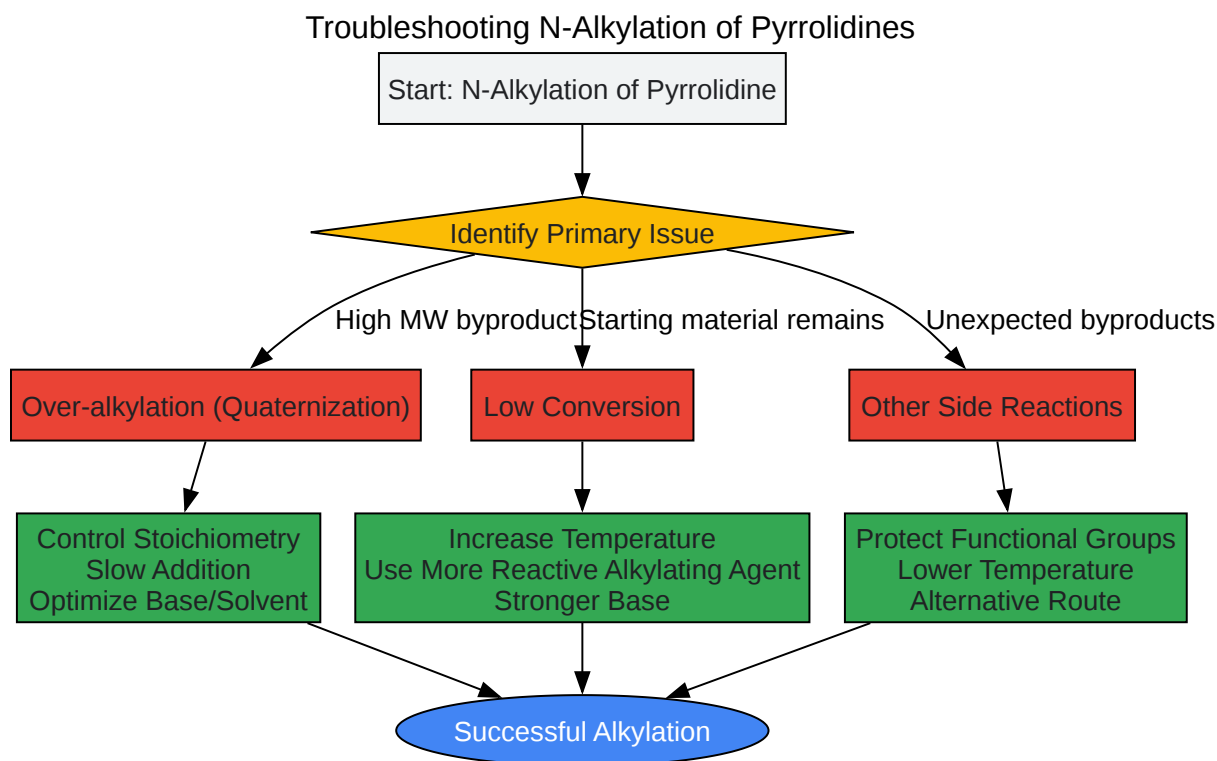 Troubleshooting N-Alkylation of Pyrrolidines
Start: N-Alkylation of Pyrrolidine
Identify Primary Issue
High MW byproduct
Starting material remains
Unexpected byproducts
Over-alkylation (Quaternization)
Low Conversion
Other Side Reactions
Control Stoichiometry
Slow Addition
Optimize Base/Solvent
Increase Temperature
Use More Reactive Alkylating Agent
Stronger Base
Protect Functional Groups
Lower Temperature
Alternative Route
Successful Alkylation